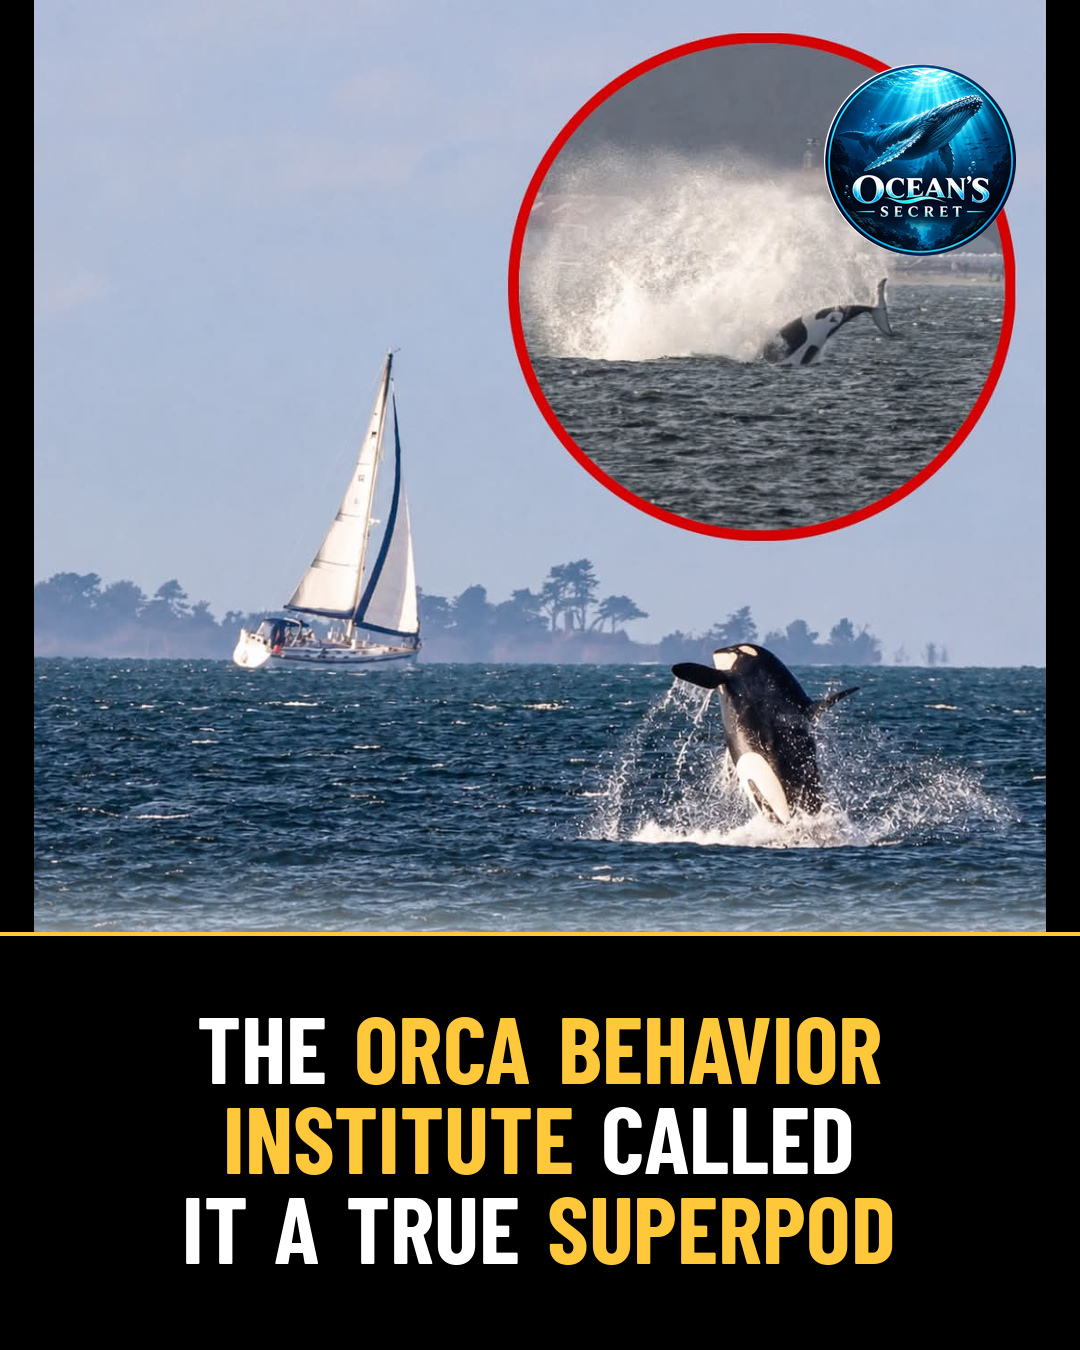 OCEAN'S
SECRET
THE ORCA BEHAVIOR
INSTITUTE CALLED
IT A TRUE SUPERPOD